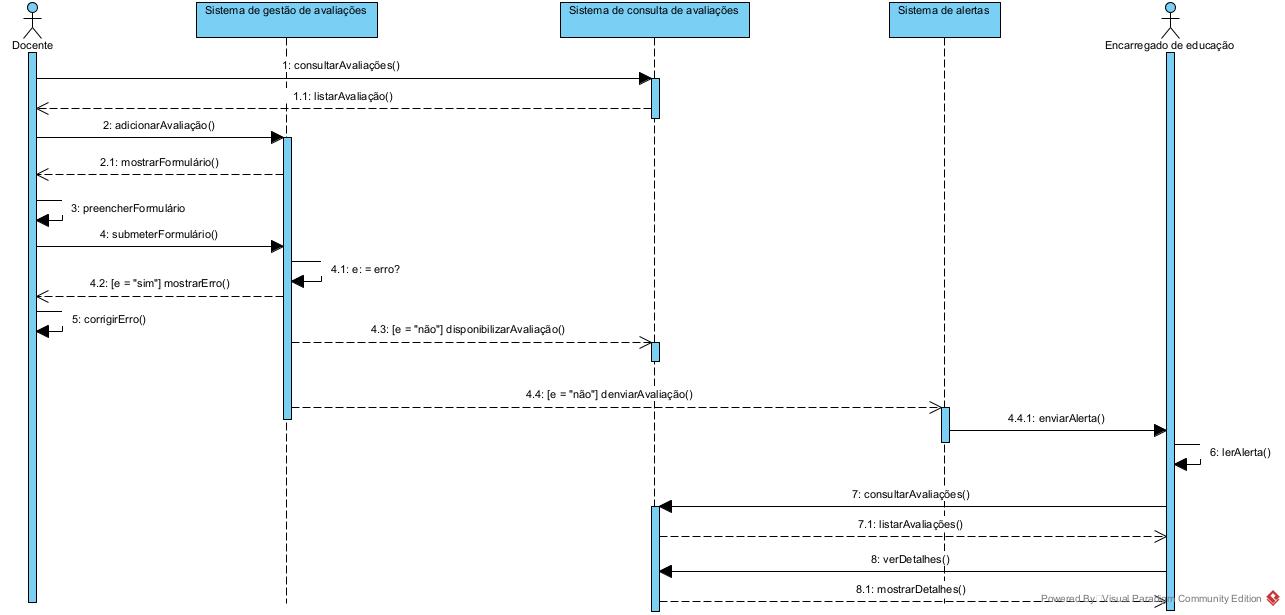 Sistema de gestão de avaliações
Sistema de consulta de avaliações
Sistema de alertas
Docente
Encarregado de educação
1: consultarAvaliações()
1.1: listarAvaliação()
2: adicionarAvaliação()
2.1: mostrarFormulário()
3: preencherFormulário
4: submeterFormulário()
4.1: e: = erro?
4.2: [e = "sim"] mostrarErro()
5: corrigirErro()
4.3: [e = "não"] disponibilizarAvaliação()
4.4: [e = "não"] denviarAvaliação()
4.4.1: enviarAlerta()
6: lerAlerta()
7: consultarAvaliações()
7.1: listarAvaliações()
8: verDetalhes()
8.1: mostrarDetalhes()
Powered By: Visual Paradigm Community Edition